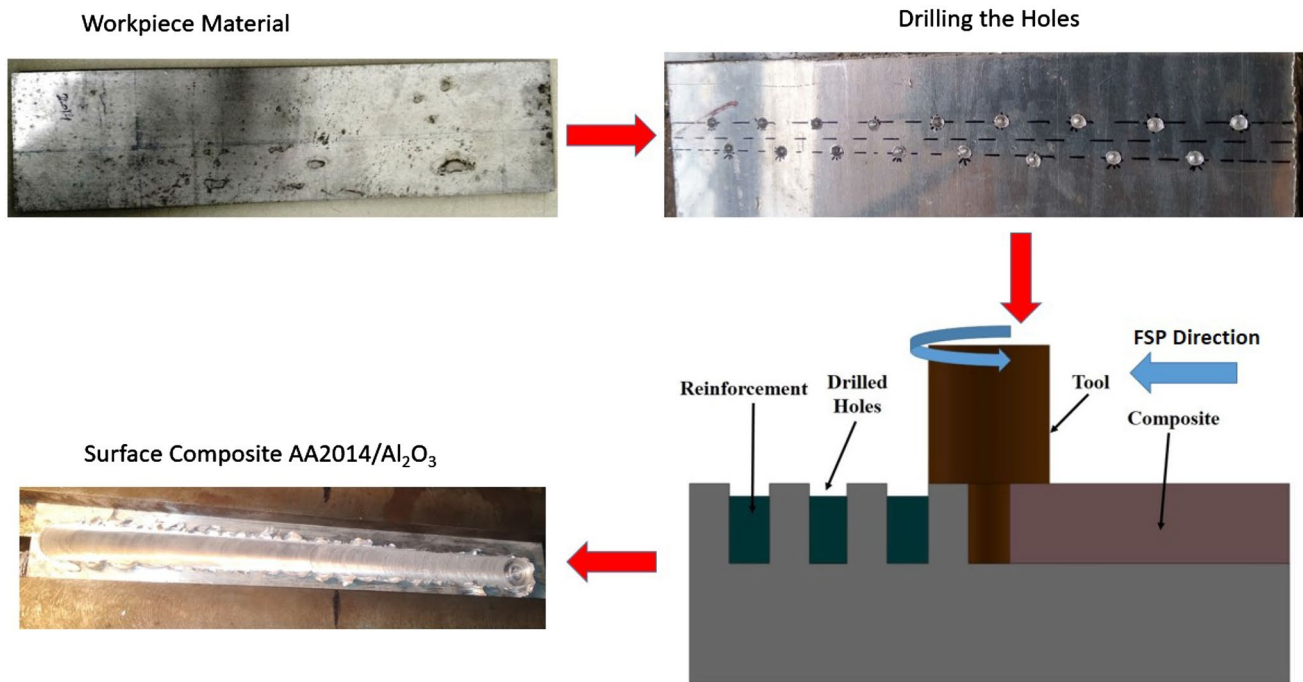 Workpiece Material
Drilling the Holes
FSP Direction
Reinforcement
Drilled
Holes
Tool
Composite
Surface Composite AA2014/Al₂O₃